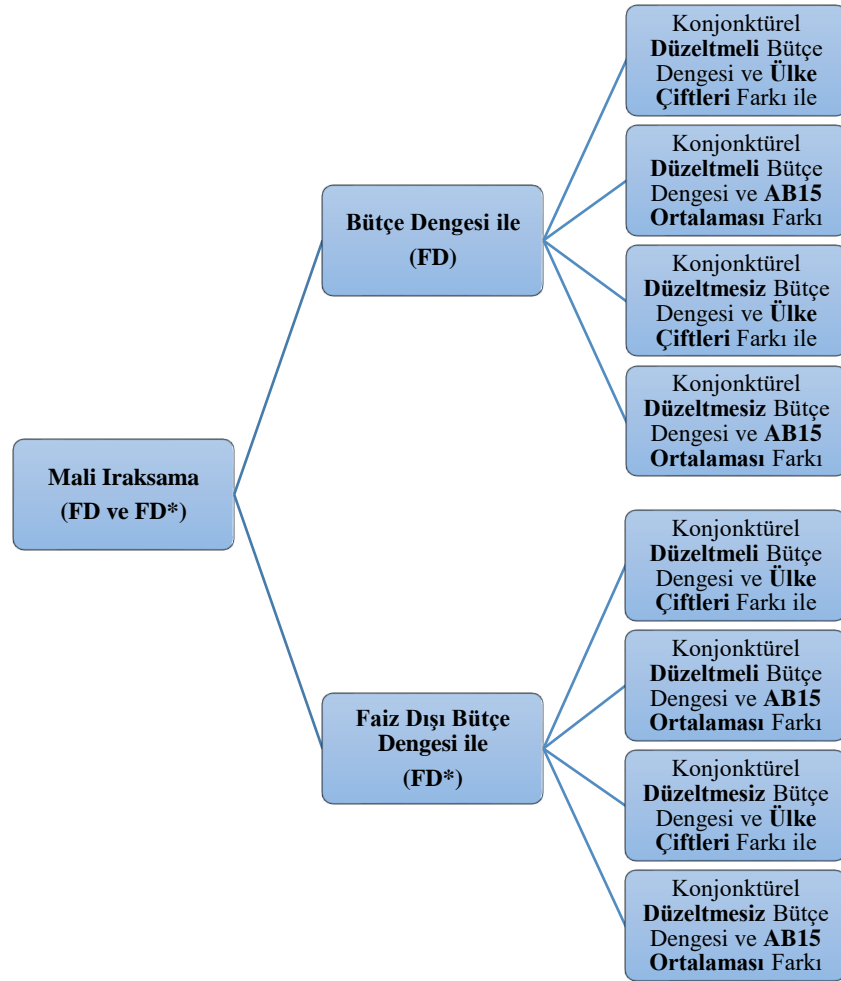 Mali Iraksama
(FD ve FD*)
Bütçe Dengesi ile
(FD)
Konjonktürel
Düzeltmeli Bütçe
Dengesi ve Ülke
Çiftleri Farkı ile
Konjonktürel
Düzeltmeli Bütçe
Dengesi ve AB15
Ortalaması Farkı
Konjonktürel
Düzeltmesiz Bütçe
Dengesi ve Ülke
Çiftleri Farkı ile
Konjonktürel
Düzeltmesiz Bütçe
Dengesi ve AB15
Ortalaması Farkı
Faiz Dışı Bütçe
Dengesi ile
(FD*)
Konjonktürel
Düzeltmeli Bütçe
Dengesi ve Ülke
Çiftleri Farkı ile
Konjonktürel
Düzeltmeli Bütçe
Dengesi ve AB15
Ortalaması Farkı
Konjonktürel
Düzeltmesiz Bütçe
Dengesi ve Ülke
Çiftleri Farkı ile
Konjonktürel
Düzeltmesiz Bütçe
Dengesi ve AB15
Ortalaması Farkı